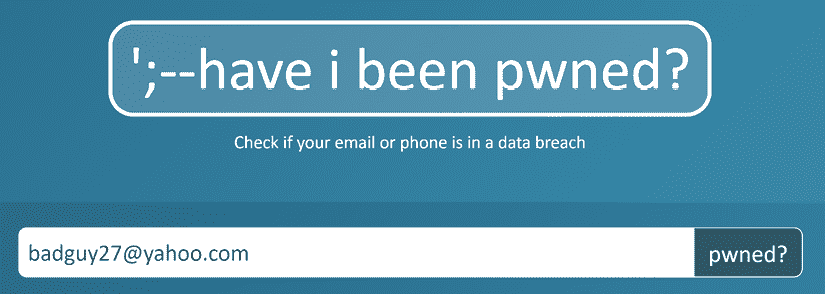 ';--have i been pwned?
Check if your email or phone is in a data breach
badguy27@yahoo.com pwned?